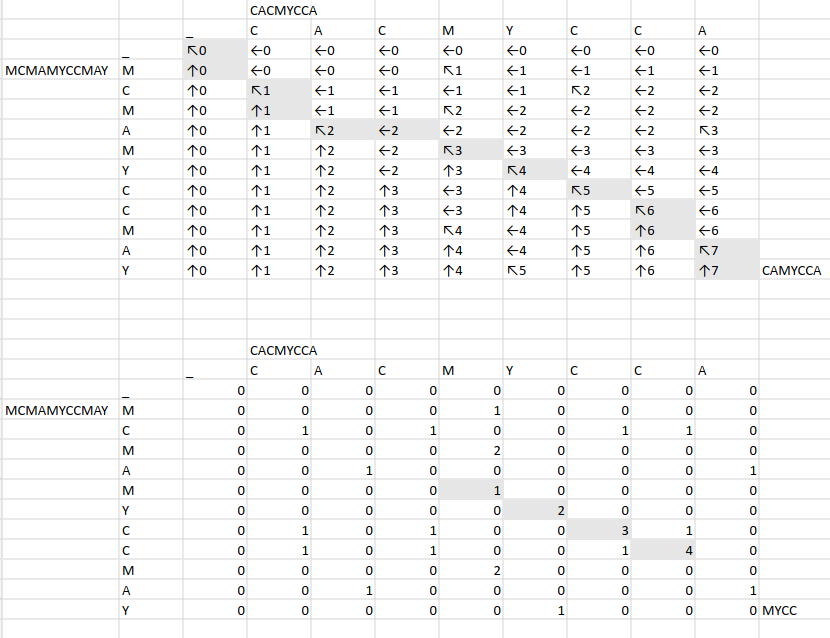 CACMYCCA
_ C A C M Y C C A
_ ↖0 ←0 ←0 ←0 ←0 ←0 ←0 ←0 ←0
MCMAMYCCMAY M ↑0 ←0 ←0 ←0 ↖1 ←1 ←1 ←1 ←1
C ↑0 ↖1 ←1 ←1 ←1 ←1 ↖2 ←2 ←2
M ↑0 ↑1 ←1 ←1 ↖2 ←2 ←2 ←2 ←2
A ↑0 ↑1 ↖2 ←2 ←2 ←2 ←2 ←2 ↖3
M ↑0 ↑1 ↑2 ←2 ↖3 ←3 ←3 ←3 ←3
Y ↑0 ↑1 ↑2 ←2 ↑3 ↖4 ←4 ←4 ←4
C ↑0 ↑1 ↑2 ↑3 ←3 ↑4 ↖5 ←5 ←5
C ↑0 ↑1 ↑2 ↑3 ←3 ↑4 ↑5 ↖6 ←6
M ↑0 ↑1 ↑2 ↑3 ↖4 ←4 ↑5 ↑6 ←6
A ↑0 ↑1 ↑2 ↑3 ↑4 ←4 ↑5 ↑6 ↖7
Y ↑0 ↑1 ↑2 ↑3 ↑4 ↖5 ↑5 ↑6 ↑7 CAMYCCA
CACMYCCA
_ C A C M Y C C A
_ 0 0 0 0 0 0 0 0 0
MCMAMYCCMAY M 0 0 0 0 1 0 0 0 0
C 0 1 0 1 0 0 1 1 0
M 0 0 0 0 2 0 0 0 0
A 0 0 1 0 0 0 0 0 1
M 0 0 0 0 1 0 0 0 0
Y 0 0 0 0 0 2 0 0 0
C 0 1 0 1 0 0 3 1 0
C 0 1 0 1 0 0 1 4 0
M 0 0 0 0 2 0 0 0 0
A 0 0 1 0 0 0 0 0 1
Y 0 0 0 0 0 1 0 0 0 MYCC